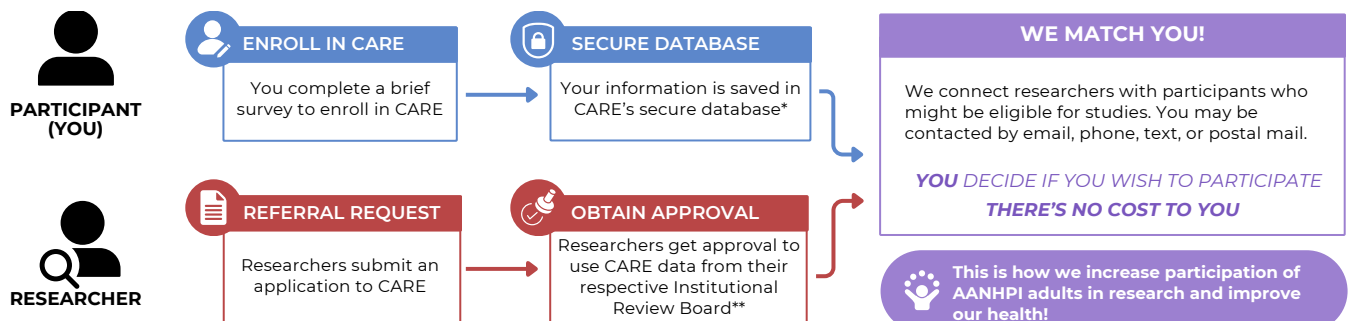 PARTICIPANT
(YOU)
ENROLL IN CARE
You complete a brief
survey to enroll in CARE
SECURE DATABASE
Your information is saved in
CARE's secure database*
RESEARCHER
REFERRAL REQUEST
Researchers submit an
application to CARE
OBTAIN APPROVAL
Researchers get approval to
use CARE data from their
respective Institutional
Review Board**
WE MATCH YOU!
We connect researchers with participants who
might be eligible for studies. You may be
contacted by email, phone, text, or postal mail.
YOU DECIDE IF YOU WISH TO PARTICIPATE
THERE'S NO COST TO YOU
This is how we increase participation of
AANHPI adults in research and improve
our health!